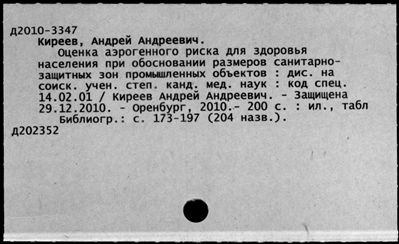 Д2010-3347
Киреев, Андрей Андреевич.
Оценка аэрогенного риска для здоровья
населения при обосновании размеров санитарно-
защитных зон промышленных объектов : дис. на
соиск. учен. степ. канд. мед. наук : код спец.
14.02.01 / Киреев Андрей Андреевич. - Защищена
29.12.2010. - Оренбург, 2010.- 200 с. : ил., табл
Библиогр.: с. 173-197 (204 назв.).
Д202352